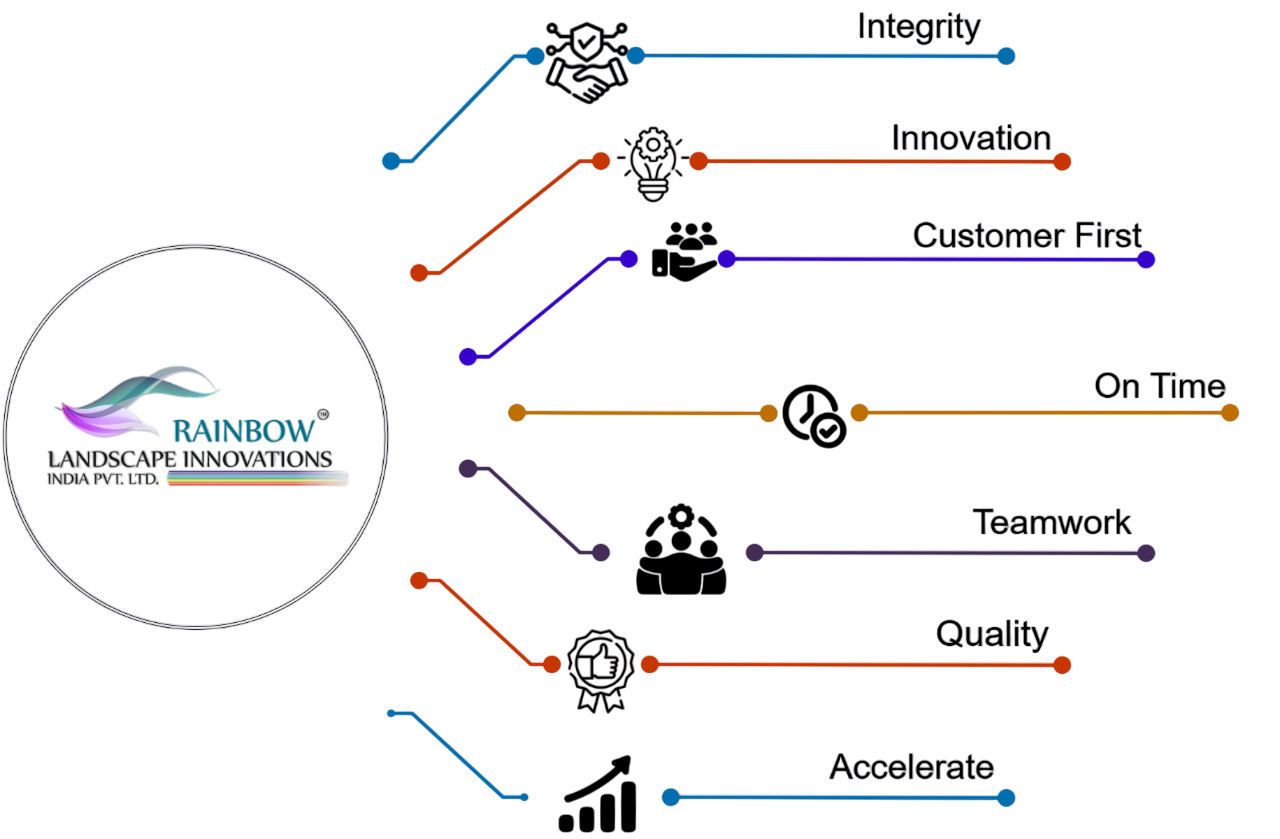 Integrity
Innovation
Customer First
On Time
RAINBOW™
LANDSCAPE INNOVATIONS
INDIA PVT. LTD.
Teamwork
Quality
Accelerate